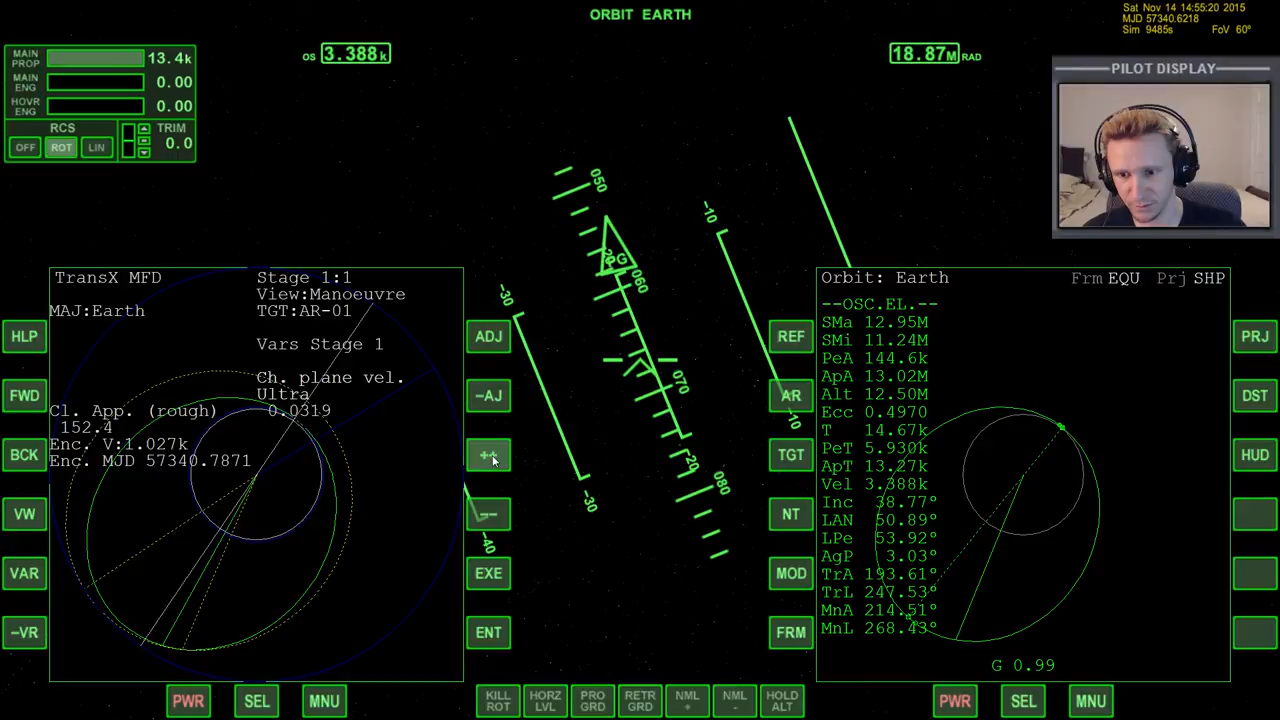 ORBIT EARTH
Sat Nov 14 14:55:20 2015
MJD 57340.6218
Sim 9485s FoV 60°
MAIN PROP 13.4k
MAIN ENG 0.00
HOVR ENG 0.00
RCS
TRIM
OFF ROT LIN
0.0
OS 3.388k
18.87M RAD
PILOT DISPLAY
050
060
070
080
-10
-10
-20
-30
-30
-40
G
TransX MFD
Stage 1:1
View:Manoeuvre
MAJ:Earth
TGT:AR-01
Vars Stage 1
Ch. plane vel.
Ultra
Cl. App. (rough) 0.0319
152.4
Enc. V:1.027k
Enc. MJD 57340.7871
HLP
FWD
BCK
VW
VAR
-VR
ADJ
-AJ
++
--
EXE
ENT
PWR SEL MNU
KILL ROT
HORZ LVL
PRO GRD
RETR GRD
NML +
NML -
HOLD ALT
REF
AR
TGT
NT
MOD
FRM
Orbit: Earth Frm EQU Prj SHP
--OSC.EL.--
SMa 12.95M
SMi 11.24M
PeA 144.6k
ApA 13.02M
Alt 12.50M
Ecc 0.4970
T 14.67k
PeT 5.930k
ApT 13.27k
Vel 3.388k
Inc 38.77°
LAN 50.89°
LPe 53.92°
AgP 3.03°
TrA 193.61°
TrL 247.53°
MnA 214.51°
MnL 268.43°
G 0.99
PRJ
DST
HUD
PWR SEL MNU